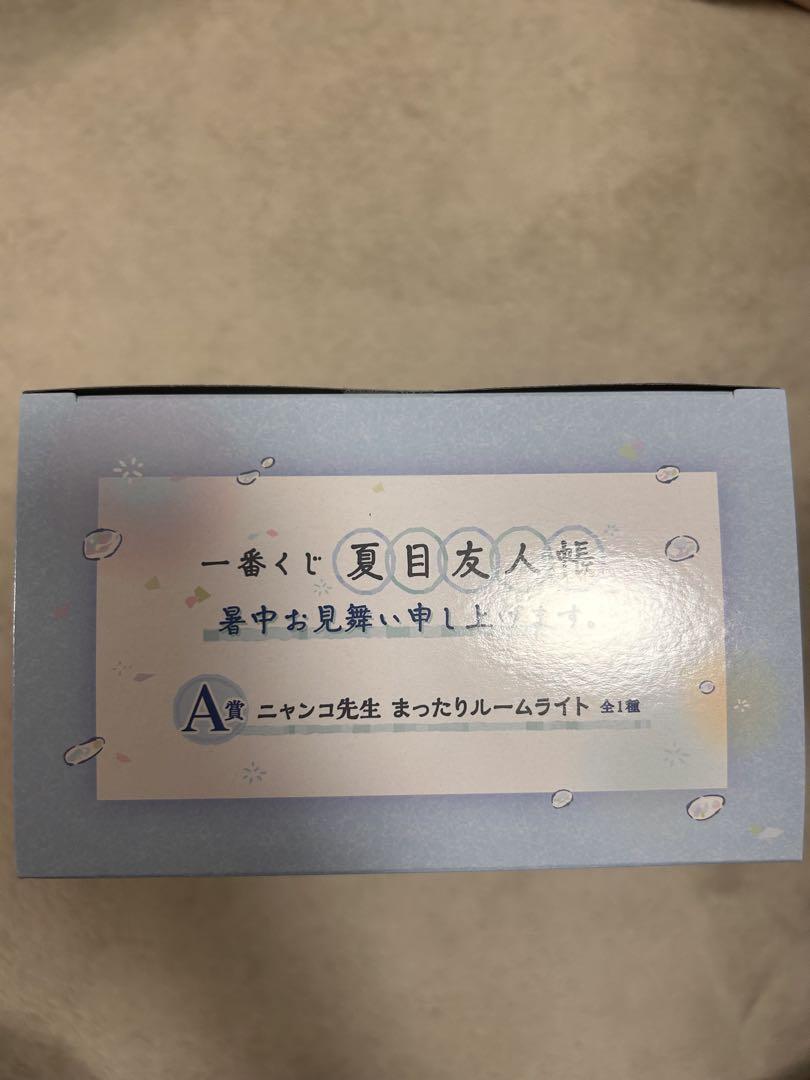 一番くじ 夏目友人帳
暑中お見舞い申し上げます。
A賞 ニャンコ先生 まったりルームライト 全1種